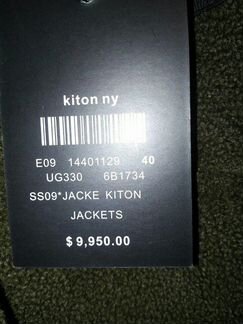 kiton ny
E09 14401129 40
UG330 6B1734
SS09*JACKE KITON
JACKETS
$9,950.00